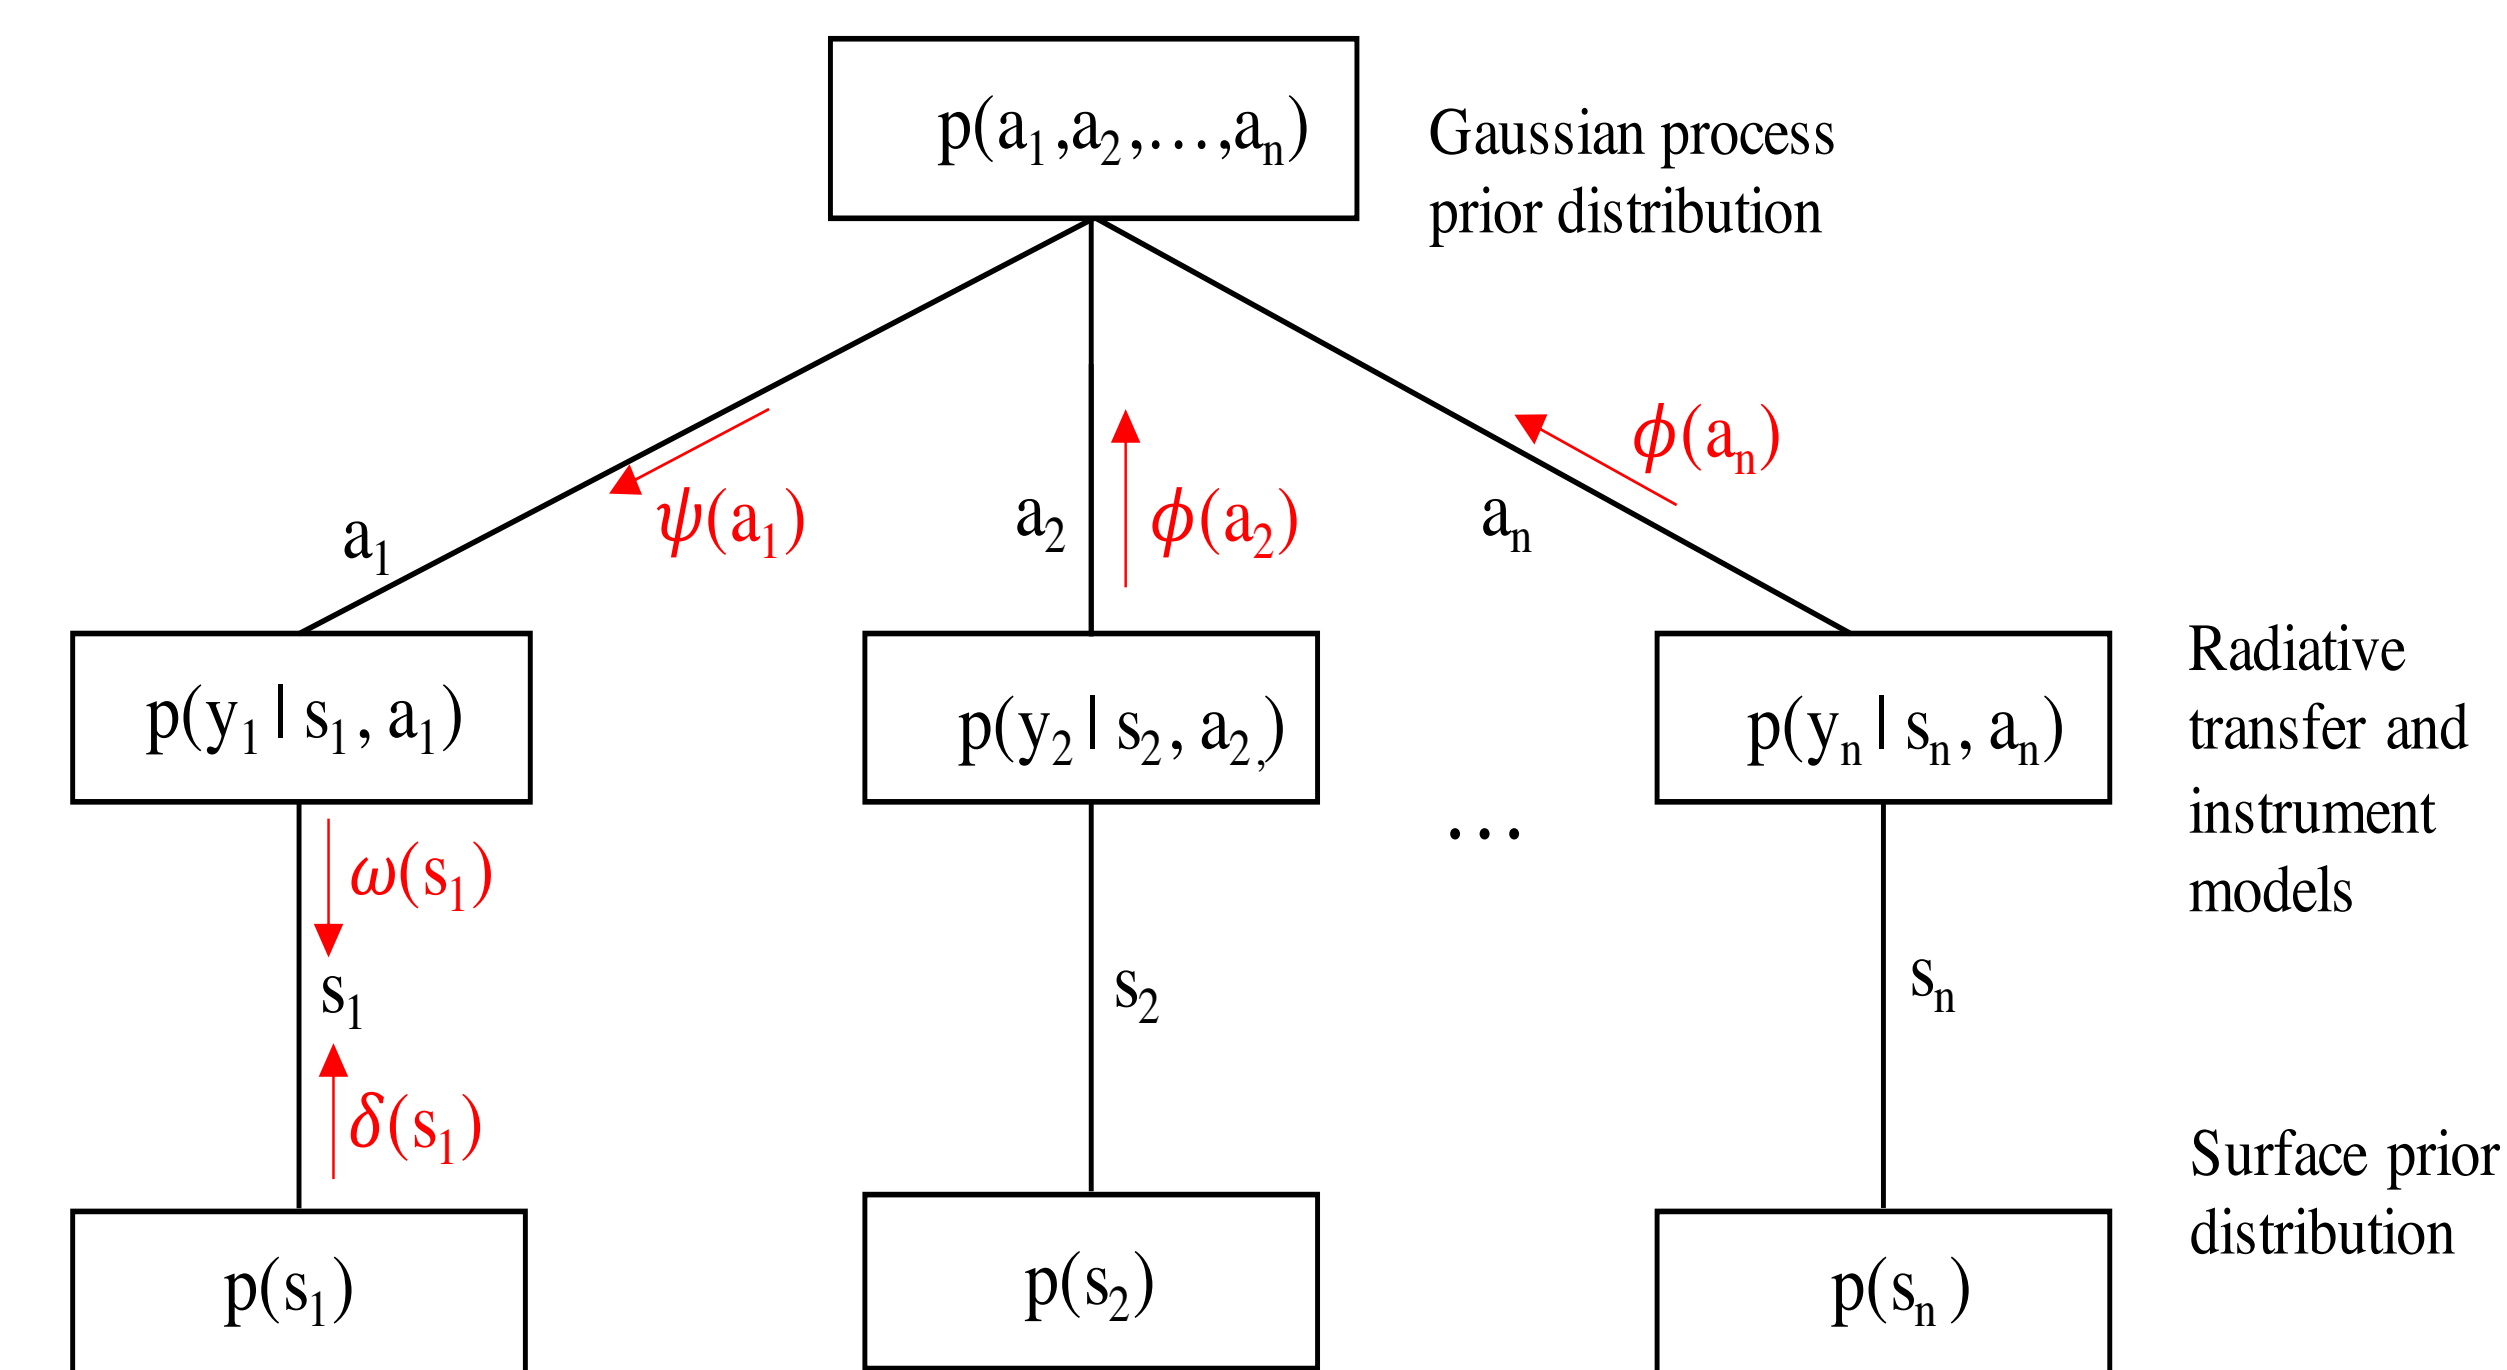 p(a₁,a₂,...,aₙ)
Gaussian process
prior distribution
ψ(a₁)
ϕ(a₂)
ϕ(aₙ)
a₁
a₂
aₙ
p(y₁ | s₁, a₁)
p(y₂ | s₂, a₂,)
p(yₙ | sₙ, aₙ)
Radiative
transfer and
instrument
models
...
ω(s₁)
s₁
s₂
sₙ
δ(s₁)
Surface prior
distribution
p(s₁)
p(s₂)
p(sₙ)